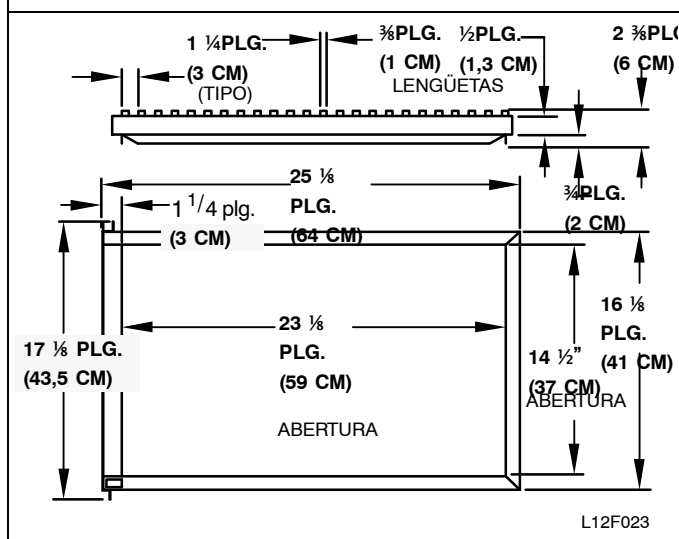 1 ¼PLG.
(3 CM)
(TIPO)
⅜PLG.
(1 CM)
½PLG.
(1,3 CM)
LENGÜETAS
2 ⅜PLG
(6 CM)
25 ⅛
PLG.
(64 CM)
1 1/4 plg.
(3 CM)
¾PLG.
(2 CM)
23 ⅛
PLG.
(59 CM)
ABERTURA
17 ⅛ PLG.
(43,5 CM)
14 ½”
(37 CM)
ABERTURA
16 ⅛
PLG.
(41 CM)
L12F023